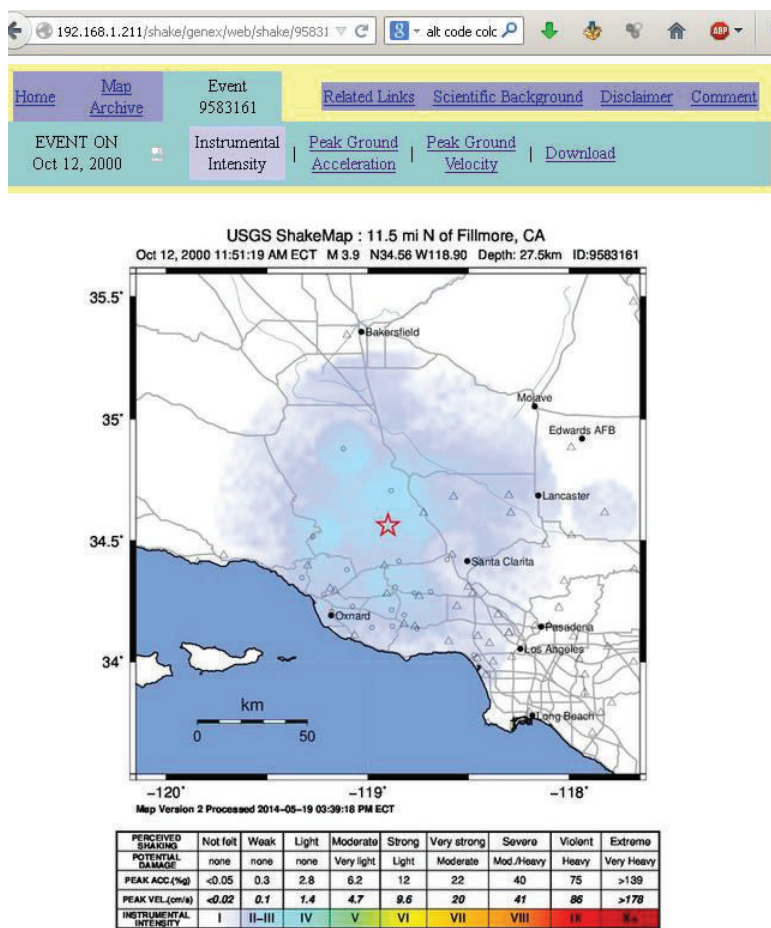 192.168.1.211/shake/genex/web/shake/95831
8 alt code colc
ABP
Home
Map Archive
Event 9583161
Related Links Scientific Background Disclaimer Comment
EVENT ON
Oct 12, 2000
Instrumental Intensity | Peak Ground Acceleration | Peak Ground Velocity | Download
USGS ShakeMap : 11.5 mi N of Fillmore, CA
Oct 12, 2000 11:51:19 AM ECT M 3.9 N34.56 W118.90 Depth: 27.5km ID:9583161
35.5°
Bakersfield
35°
Mojave
Edwards AFB
Lancaster
34.5°
Santa Clarita
Oxnard
Pasadena
34°
Los Angeles
km
0 50
Long Beach
-120° -119° -118°
Map Version 2 Processed 2014-05-19 03:39:18 PM ECT
PERCEIVED SHAKING Not felt Weak Light Moderate Strong Very strong Severe Violent Extreme
POTENTIAL DAMAGE none none none Very light Light Moderate Mod./Heavy Heavy Very Heavy
PEAK ACC.(%g) <0.05 0.3 2.8 6.2 12 22 40 75 >139
PEAK VEL.(cm/s) <0.02 0.1 1.4 4.7 9.6 20 41 86 >178
INSTRUMENTAL INTENSITY I II-III IV V VI VII VIII IX X+